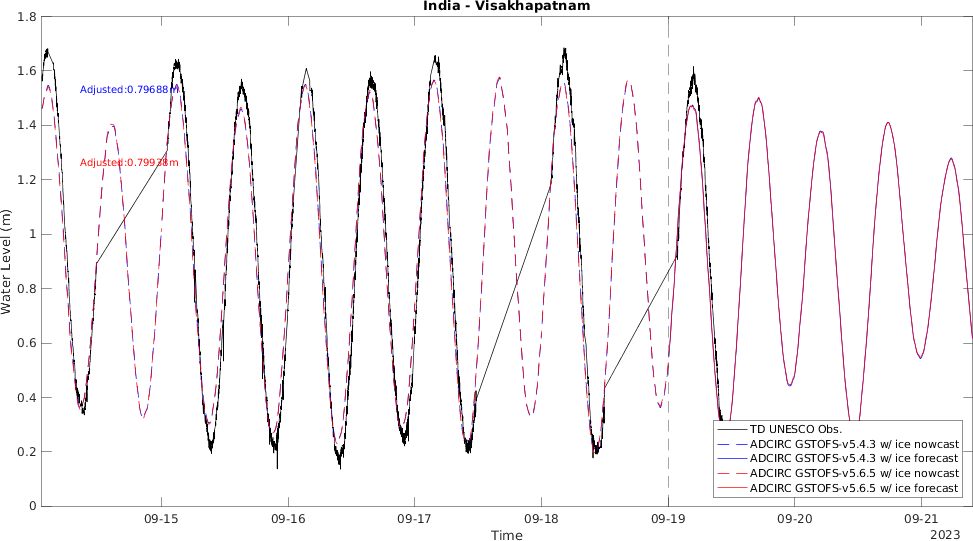 India - Visakhapatnam
Water Level (m)
1.8
1.6
1.4
1.2
1
0.8
0.6
0.4
0.2
0
Adjusted:0.79688m
Adjusted:0.79938m
TD UNESCO Obs.
ADCIRC GSTOFS-v5.4.3 w/ ice nowcast
ADCIRC GSTOFS-v5.4.3 w/ ice forecast
ADCIRC GSTOFS-v5.6.5 w/ ice nowcast
ADCIRC GSTOFS-v5.6.5 w/ ice forecast
09-15 09-16 09-17 09-18 09-19 09-20 09-21
Time
2023